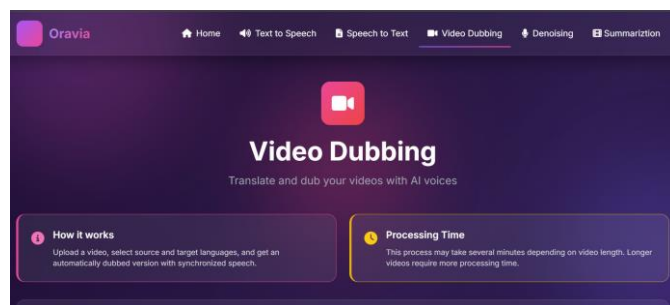 Oravia
Home
Text to Speech
Speech to Text
Video Dubbing
Denoising
Summariztion
Video Dubbing
Translate and dub your videos with AI voices
How it works
Upload a video, select source and target languages, and get an
automatically dubbed version with synchronized speech.
Processing Time
This process may take several minutes depending on video length. Longer
videos require more processing time.